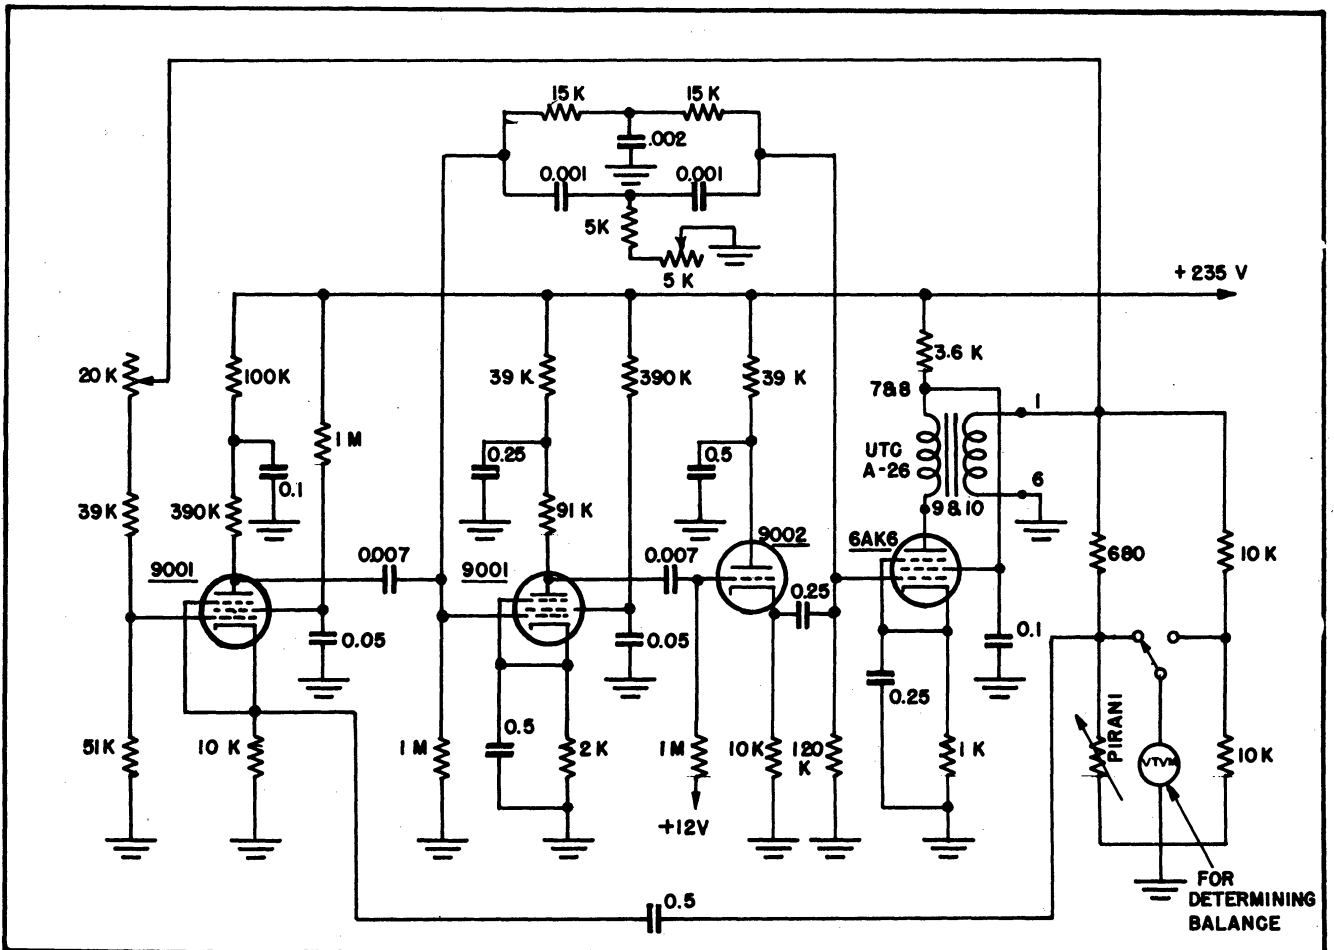 15 K
15 K
.002
0.001
0.001
5K
5 K
+ 235 V
20 K
100K
39 K
390K
39 K
3.6 K
7&8
1
1 M
UTC
A-26
0.25
0.5
6
0.1
39K
390K
91 K
9&10
9001
0.007
9001
0.007
9002
6AK6
680
10 K
0.25
0.05
0.05
0.1
0.25
51K
10 K
1 M
0.5
2K
1M
10K
120
K
1 K
PIRANI
VTVM
10K
+12V
0.5
FOR
DETERMINING
BALANCE